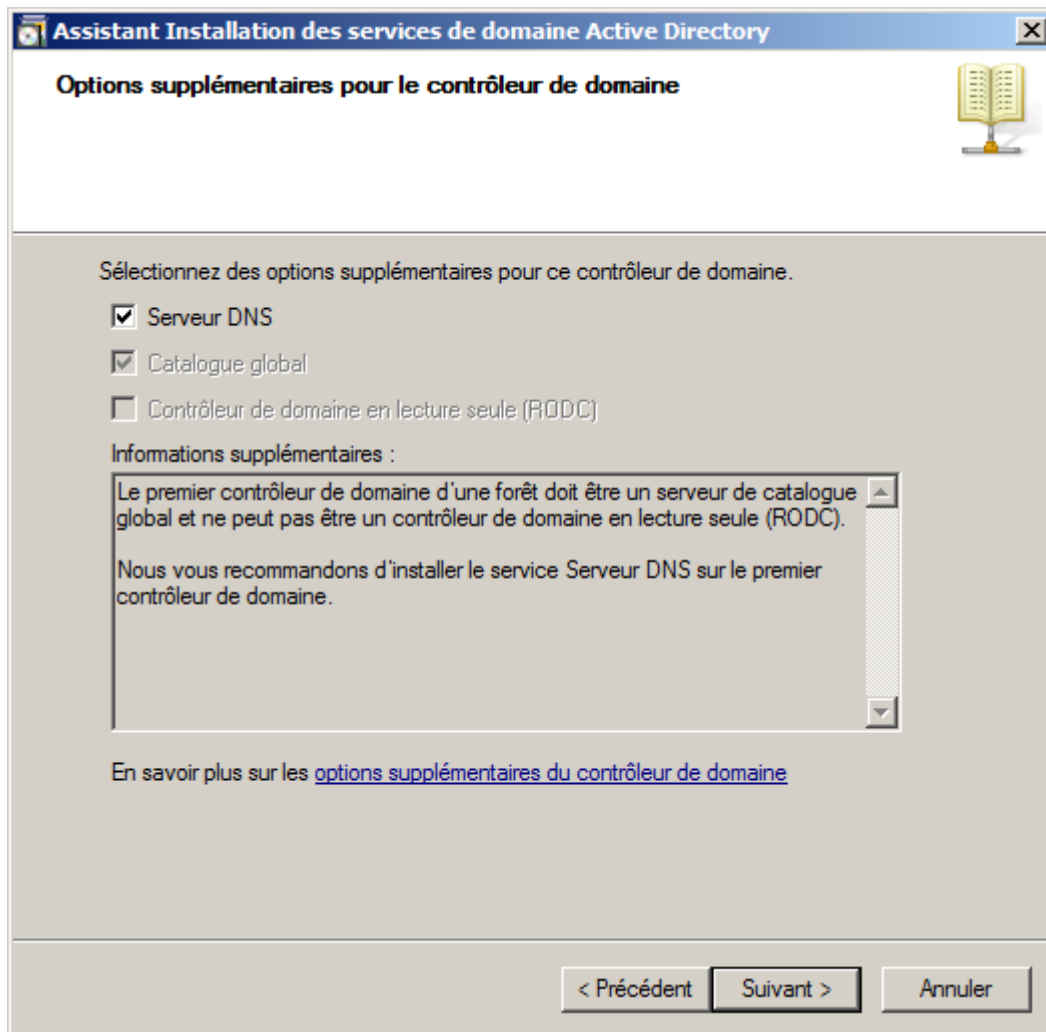 Assistant Installation des services de domaine Active Directory
Options supplémentaires pour le contrôleur de domaine
Sélectionnez des options supplémentaires pour ce contrôleur de domaine.
Serveur DNS
Catalogue global
Contrôleur de domaine en lecture seule (RODC)
Informations supplémentaires :
Le premier contrôleur de domaine d'une forêt doit être un serveur de catalogue
global et ne peut pas être un contrôleur de domaine en lecture seule (RODC).
Nous vous recommandons d'installer le service Serveur DNS sur le premier
contrôleur de domaine.
En savoir plus sur les options supplémentaires du contrôleur de domaine
< Précédent Suivant > Annuler